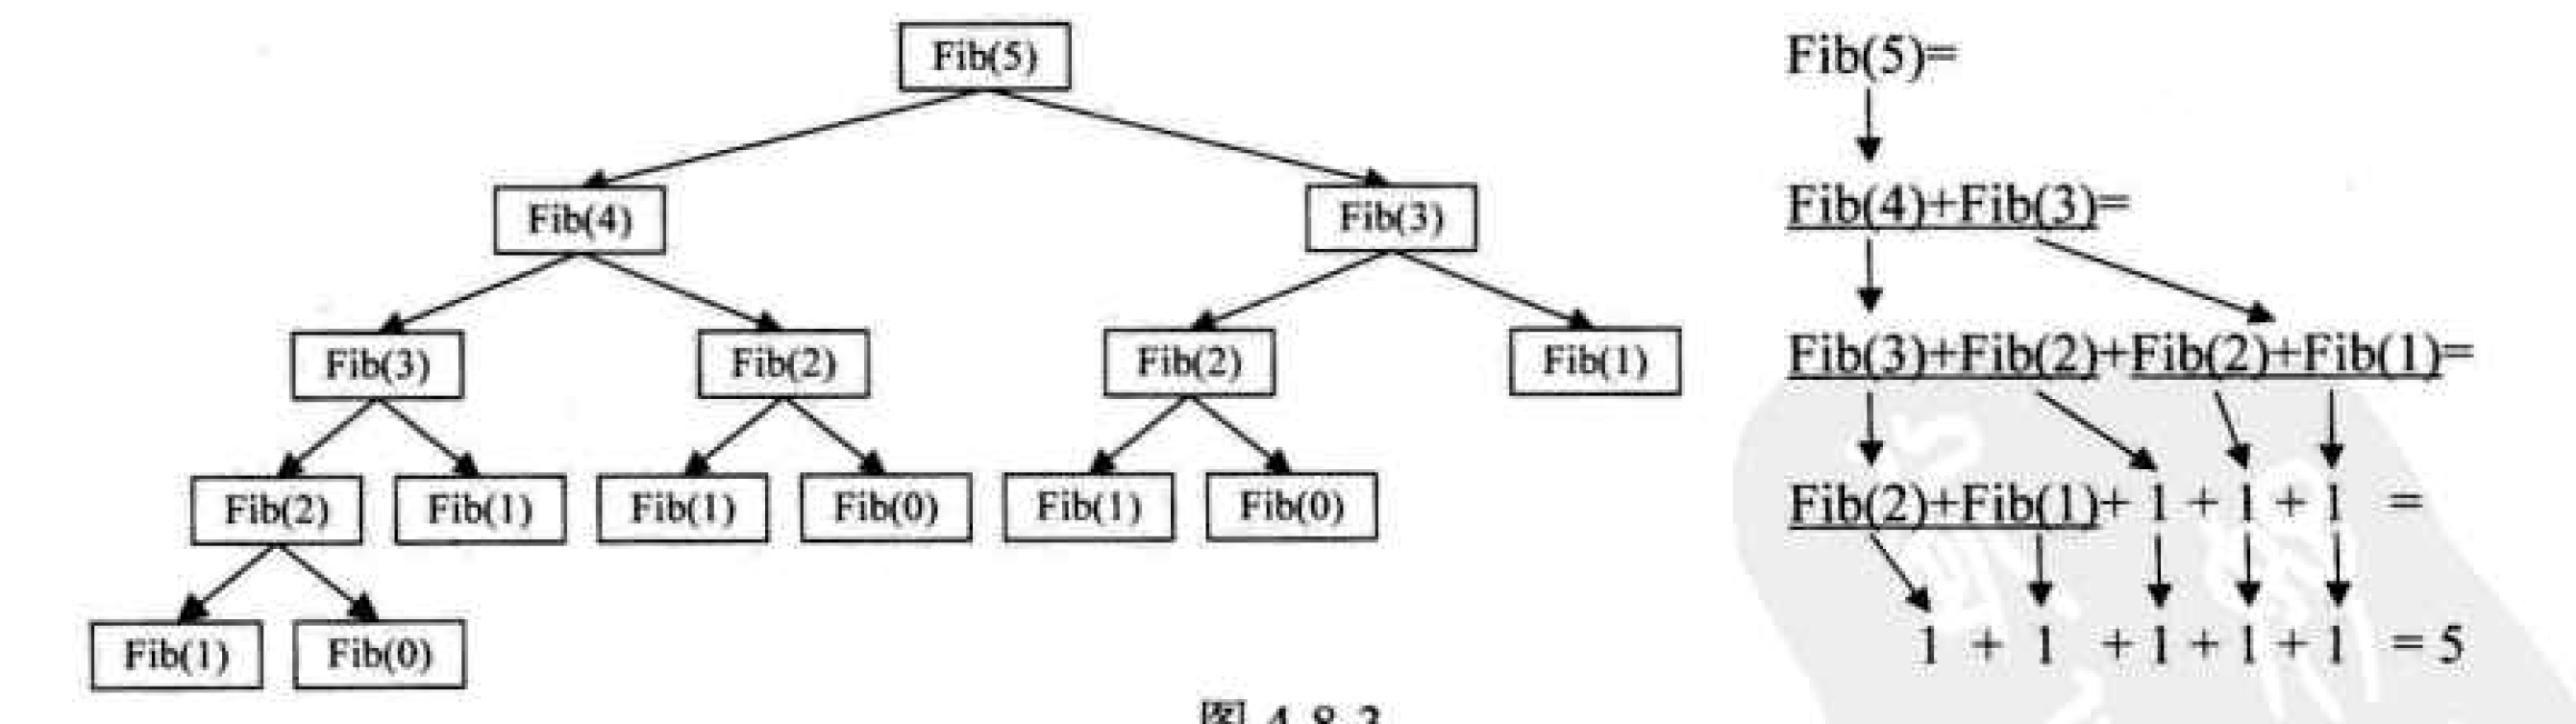 Fib(5)
Fib(4) Fib(3)
Fib(3) Fib(2) Fib(2) Fib(1)
Fib(2) Fib(1) Fib(1) Fib(0) Fib(1) Fib(0)
Fib(1) Fib(0)
Fib(5)=
Fib(4)+Fib(3)=
Fib(3)+Fib(2)+Fib(2)+Fib(1)=
Fib(2)+Fib(1)+ 1 + 1 + 1 =
1 + 1 + 1 + 1 + 1 = 5
图 4-8-3